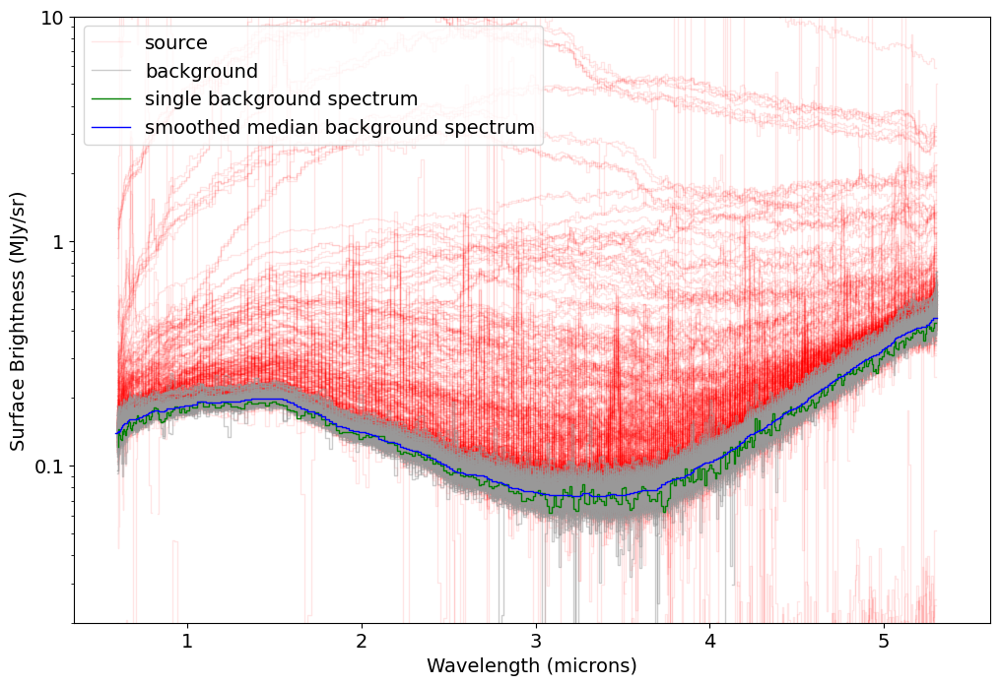 source
background
single background spectrum
smoothed median background spectrum
10
1
0.1
Surface Brightness (MJy/sr)
1 2 3 4 5
Wavelength (microns)